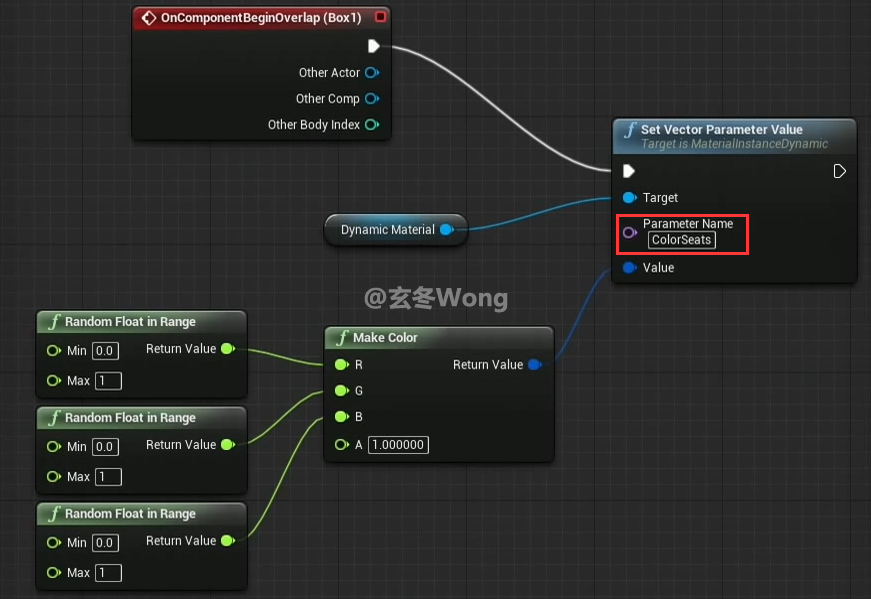 OnComponentBeginOverlap (Box1)
Other Actor
Other Comp
Other Body Index
f Set Vector Parameter Value
Target is MaterialInstanceDynamic
Target
Parameter Name
ColorSeats
Value
Dynamic Material
@玄冬Wong
f Random Float in Range
Min 0.0 Return Value
Max 1
f Random Float in Range
Min 0.0 Return Value
Max 1
f Random Float in Range
Min 0.0 Return Value
Max 1
f Make Color
R Return Value
G
B
A 1.000000